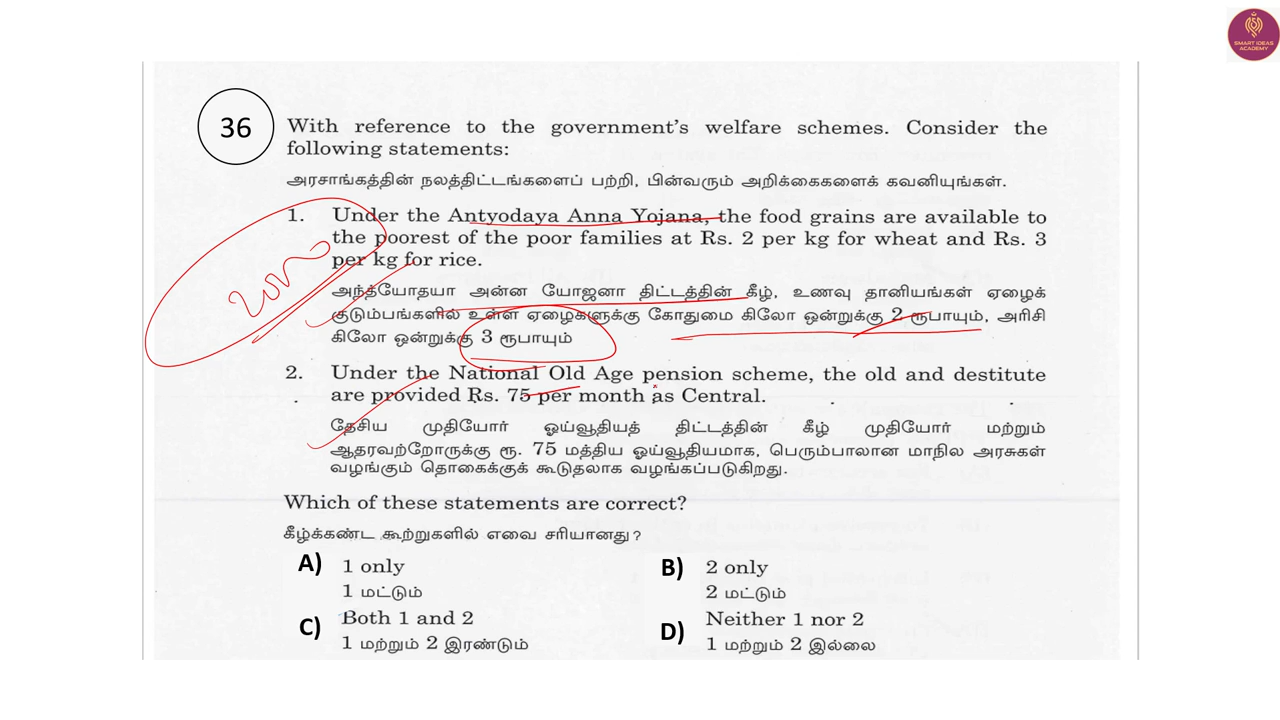 SMART IDEAS
ACADEMY
36
With reference to the government's welfare schemes. Consider the
following statements:
அரசாங்கத்தின் நலத்திட்டங்களைப் பற்றி, பின்வரும் அறிக்கைகளைக் கவனியுங்கள்.
1. Under the Antyodaya Anna Yojana, the food grains are available to
the poorest of the poor families at Rs. 2 per kg for wheat and Rs. 3
per kg for rice.
அந்த்யோதயா அன்ன யோஜனா திட்டத்தின் கீழ், உணவு தானியங்கள் ஏழைக்
குடும்பங்களில் உள்ள ஏழைகளுக்கு கோதுமை கிலோ ஒன்றுக்கு 2 ரூபாயும், அரிசி
கிலோ ஒன்றுக்கு 3 ரூபாயும்
2. Under the National Old Age pension scheme, the old and destitute
are provided Rs. 75 per month as Central.
தேசிய முதியோர் ஓய்வூதியத் திட்டத்தின் கீழ் முதியோர் மற்றும்
ஆதரவற்றோருக்கு ரூ. 75 மத்திய ஓய்வூதியமாக, பெரும்பாலான மாநில அரசுகள்
வழங்கும் தொகைக்குக் கூடுதலாக வழங்கப்படுகிறது.
Which of these statements are correct?
கீழ்க்கண்ட கூற்றுகளில் எவை சரியானது?
A) 1 only B) 2 only
1 மட்டும் 2 மட்டும்
C) Both 1 and 2 D) Neither 1 nor 2
1 மற்றும் 2 இரண்டும் 1 மற்றும் 2 இல்லை